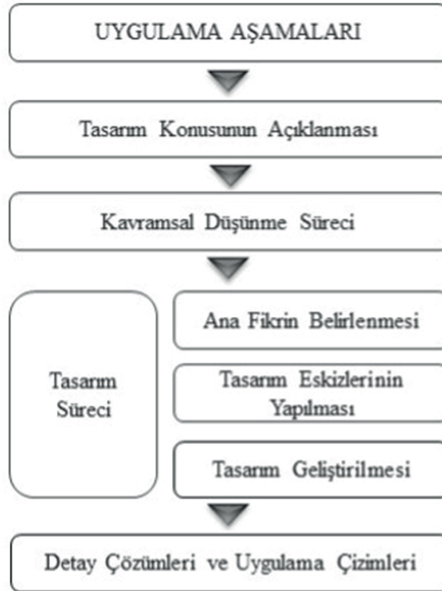 UYGULAMA AŞAMALARI
Tasarım Konusunun Açıklanması
Kavramsal Düşünme Süreci
Tasarım
Süreci
Ana Fikrin Belirlenmesi
Tasarım Eskizlerinin
Yapılması
Tasarım Geliştirilmesi
Detay Çözümleri ve Uygulama Çizimleri